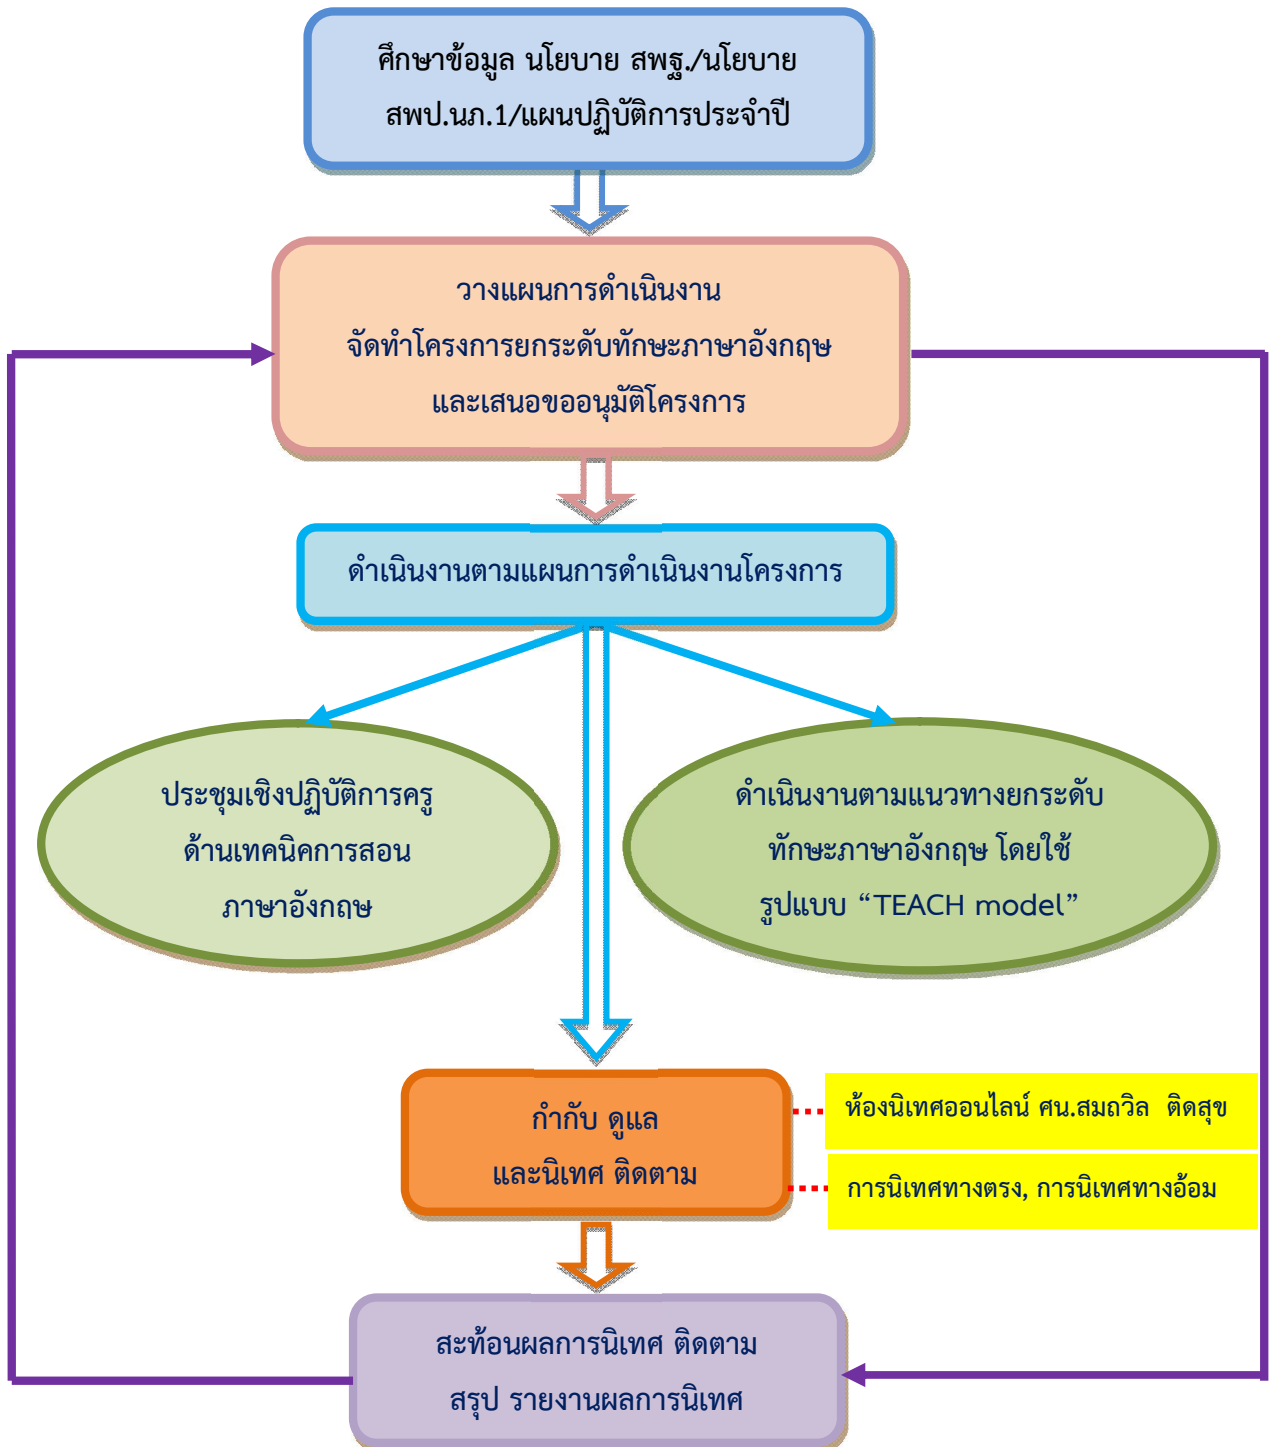 ศึกษาข้อมูล นโยบาย สพฐ./นโยบาย
สพป.นภ.1/แผนปฏิบัติการประจำปี
วางแผนการดำเนินงาน
จัดทำโครงการยกระดับทักษะภาษาอังกฤษ
และเสนอขออนุมัติโครงการ
ดำเนินงานตามแผนการดำเนินงานโครงการ
ประชุมเชิงปฏิบัติการครู
ด้านเทคนิคการสอน
ภาษาอังกฤษ
ดำเนินงานตามแนวทางยกระดับ
ทักษะภาษาอังกฤษ โดยใช้
รูปแบบ “TEACH model”
กำกับ ดูแล
และนิเทศ ติดตาม
ห้องนิเทศออนไลน์ ศน.สมถวิล ติดสุข
การนิเทศทางตรง, การนิเทศทางอ้อม
สะท้อนผลการนิเทศ ติดตาม
สรุป รายงานผลการนิเทศ